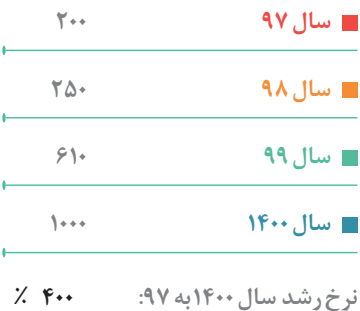 سال ۹۷ ۲۰۰
سال ۹۸ ۲۵۰
سال ۹۹ ۶۱۰
سال ۱۴۰۰ ۱۰۰۰
نرخ رشد سال ۱۴۰۰به ۹۷: ۴۰۰ ٪